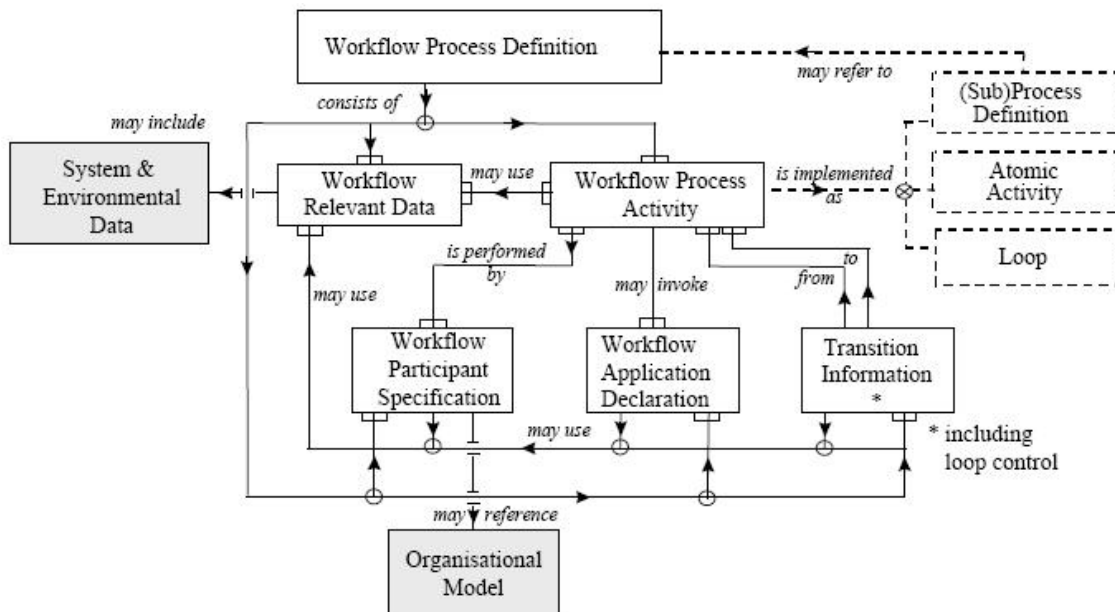 Workflow Process Definition
may refer to
consists of
may include
(Sub)Process
Definition
System &
Environmental
Data
Workflow
Relevant Data
may use
Workflow Process
Activity
is implemented
as
Atomic
Activity
Loop
is performed
by
to
from
may use
may invoke
Workflow
Participant
Specification
Workflow
Application
Declaration
Transition
Information
*
may use
* including
loop control
may reference
Organisational
Model